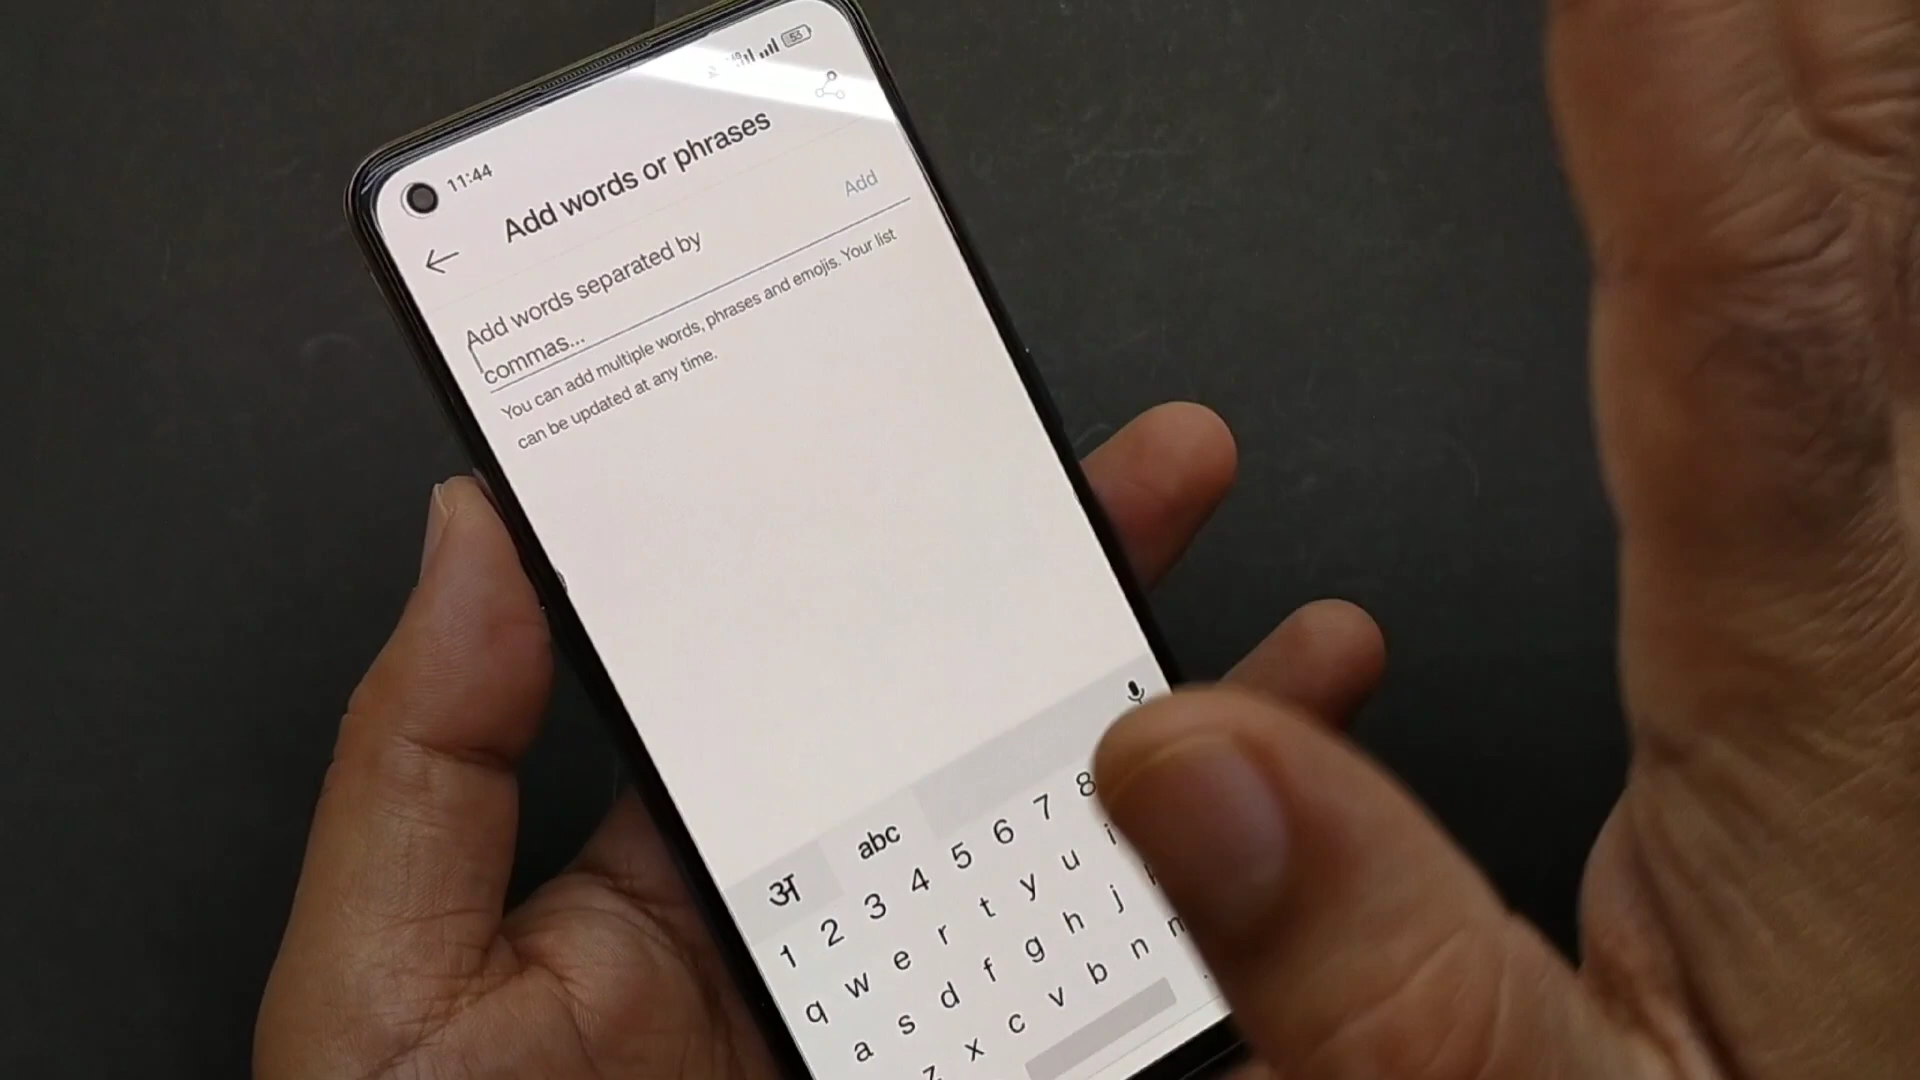 11:44
53
Add words or phrases
Add words separated by
commas...
Add
You can add multiple words, phrases and emojis. Your list
can be updated at any time.
अ abc
1 2 3 4 5 6 7 8
q w e r t y u i
a s d f g h j
z x c v b n m